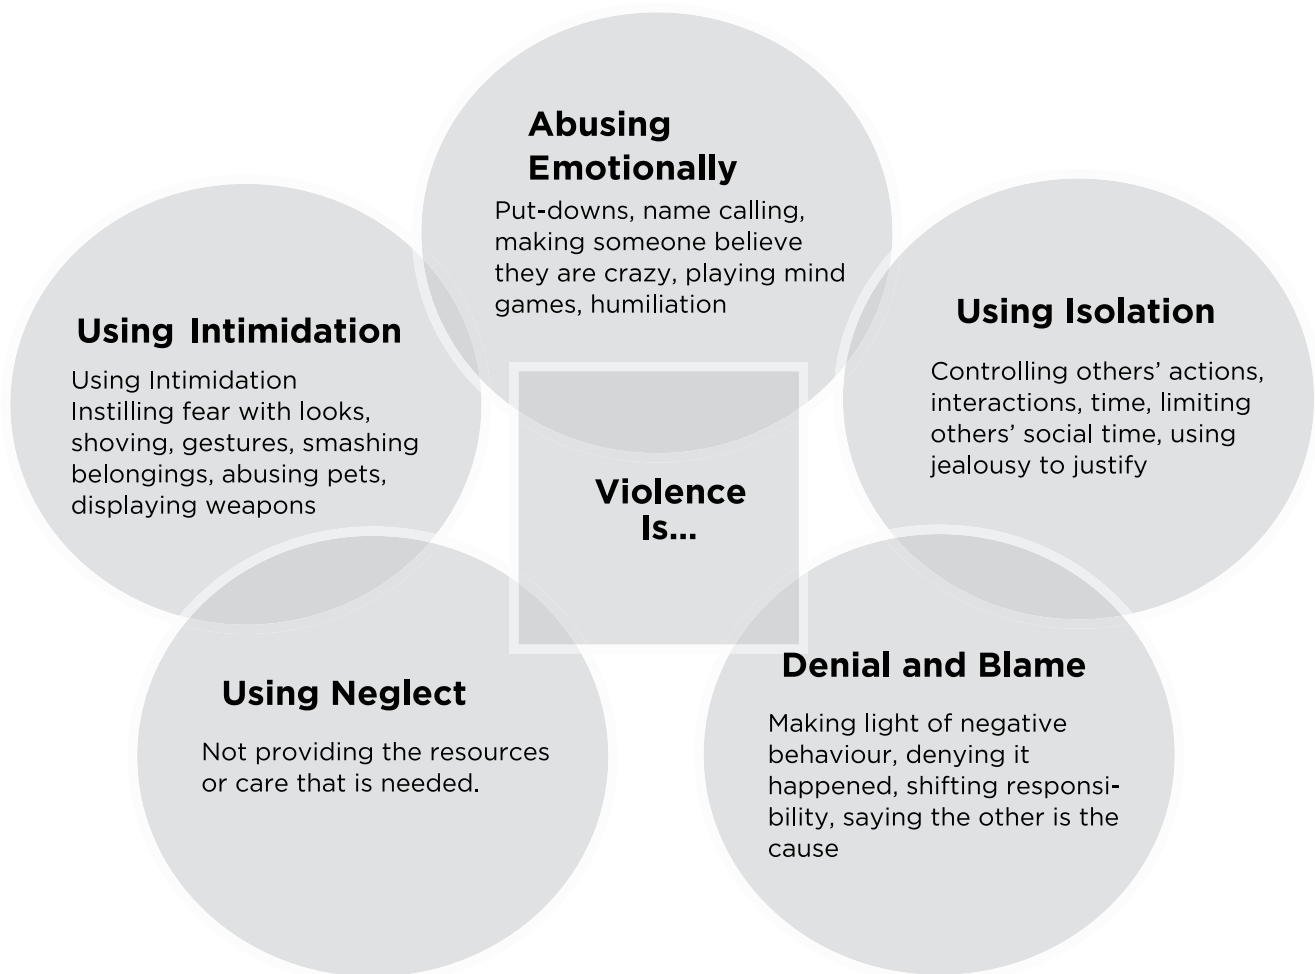 Abusing
Emotionally
Put-downs, name calling,
making someone believe
they are crazy, playing mind
games, humiliation
Using Intimidation
Using Intimidation
Instilling fear with looks,
shoving, gestures, smashing
belongings, abusing pets,
displaying weapons
Using Isolation
Controlling others’ actions,
interactions, time, limiting
others’ social time, using
jealousy to justify
Violence
Is...
Using Neglect
Not providing the resources
or care that is needed.
Denial and Blame
Making light of negative
behaviour, denying it
happened, shifting responsi-
bility, saying the other is the
cause